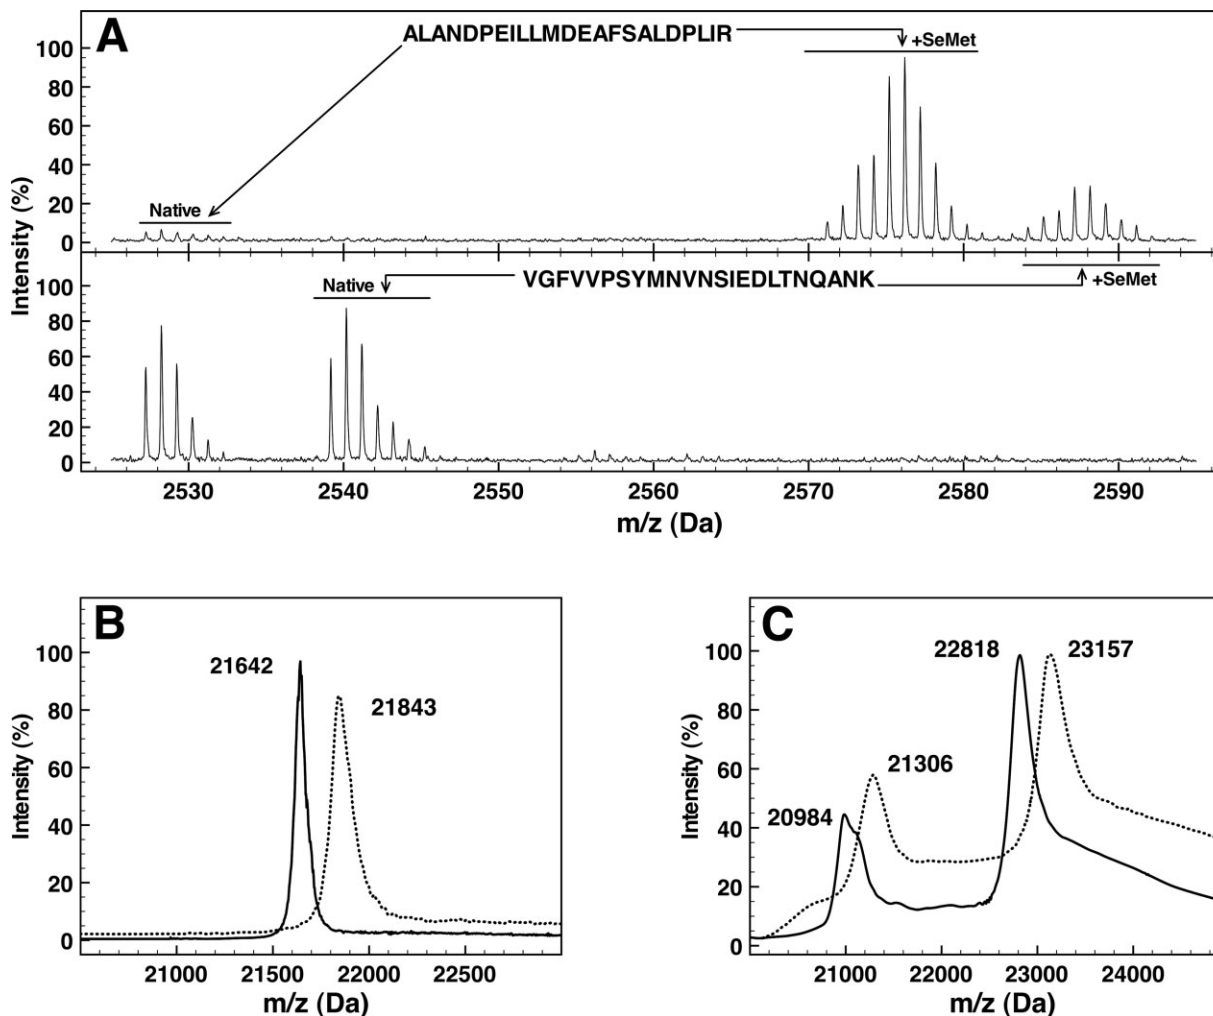 A
ALANDPEILLMDEAFSALDPLIR
+SeMet
Native
100
80
60
40
20
0
Intensity (%)
VGFVVPSYMNVNSIEDLTNQANK
Native
+SeMet
100
80
60
40
20
0
2530 2540 2550 2560 2570 2580 2590
m/z (Da)
B
21642
21843
100
80
60
40
20
0
Intensity (%)
21000 21500 22000 22500
m/z (Da)
C
22818
23157
21306
20984
100
80
60
40
20
0
Intensity (%)
21000 22000 23000 24000
m/z (Da)